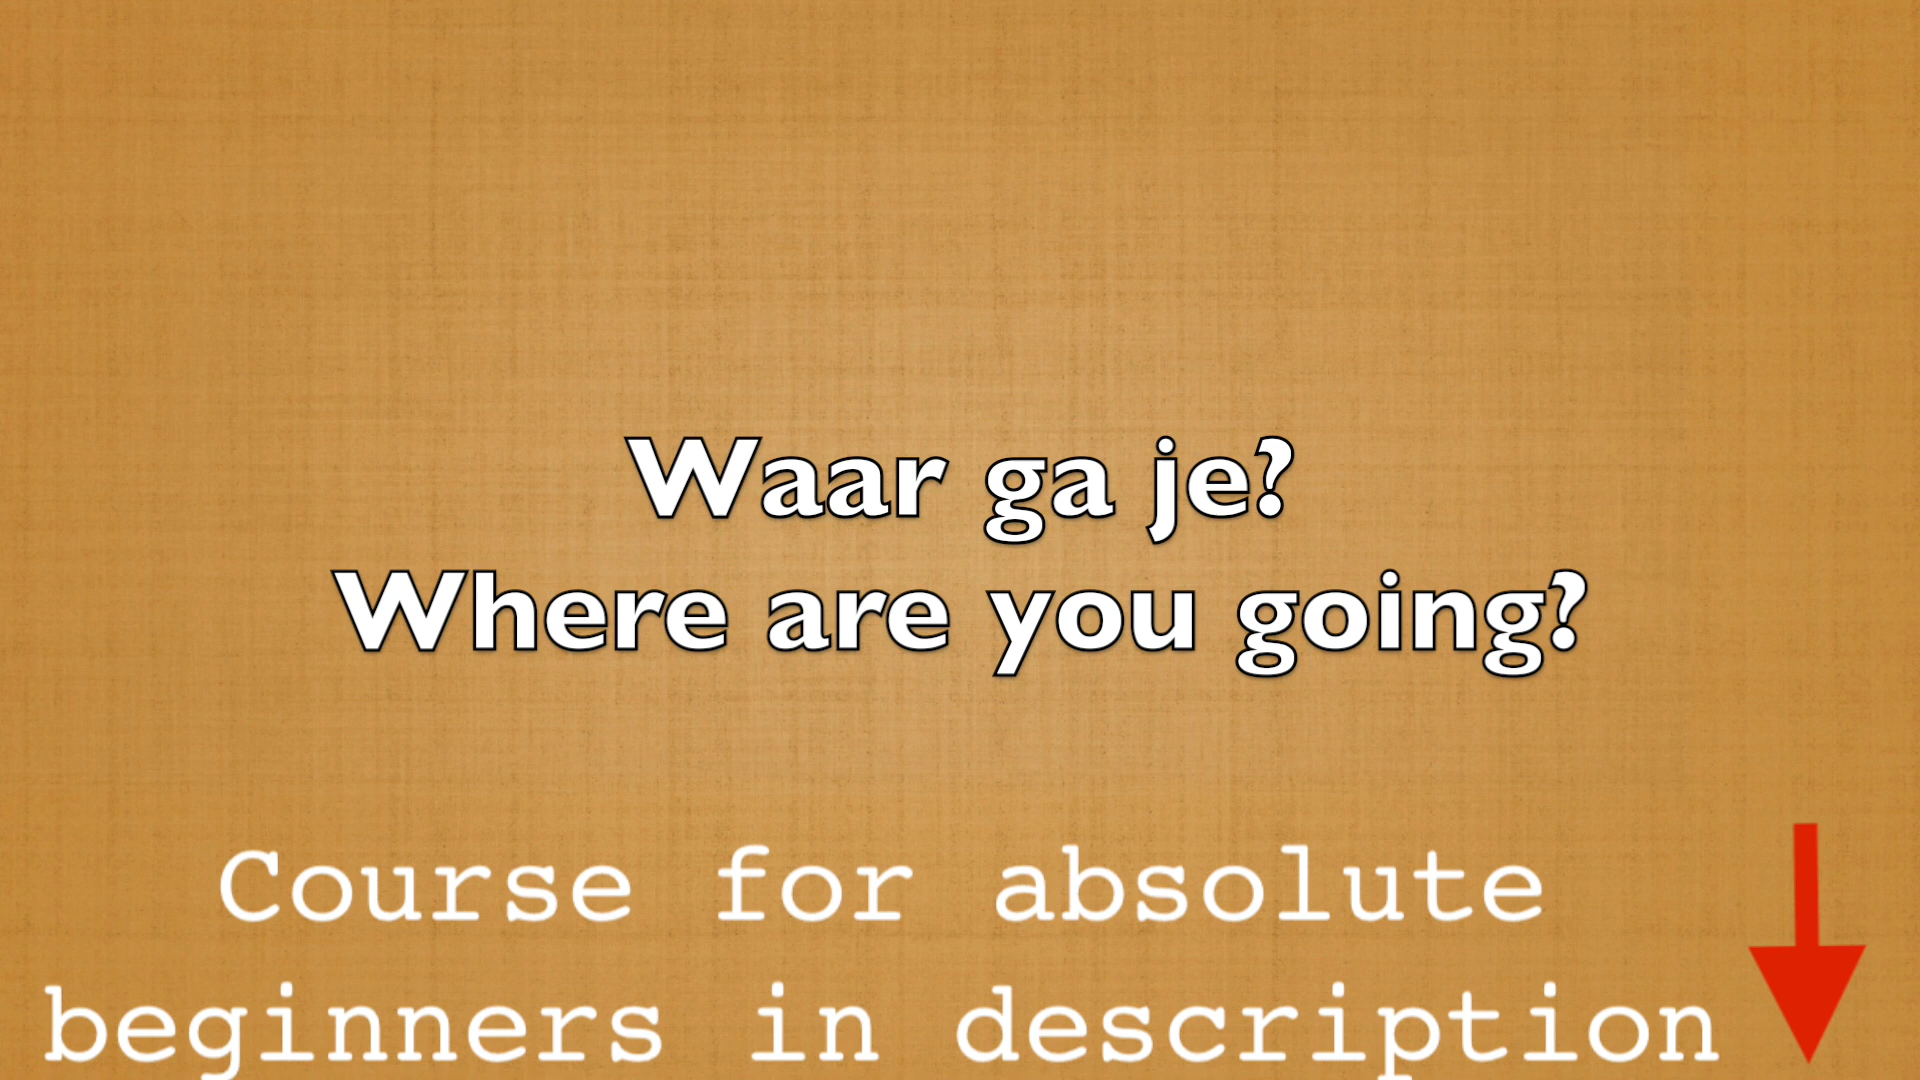 Waar ga je?
Where are you going?
Course for absolute
beginners in description